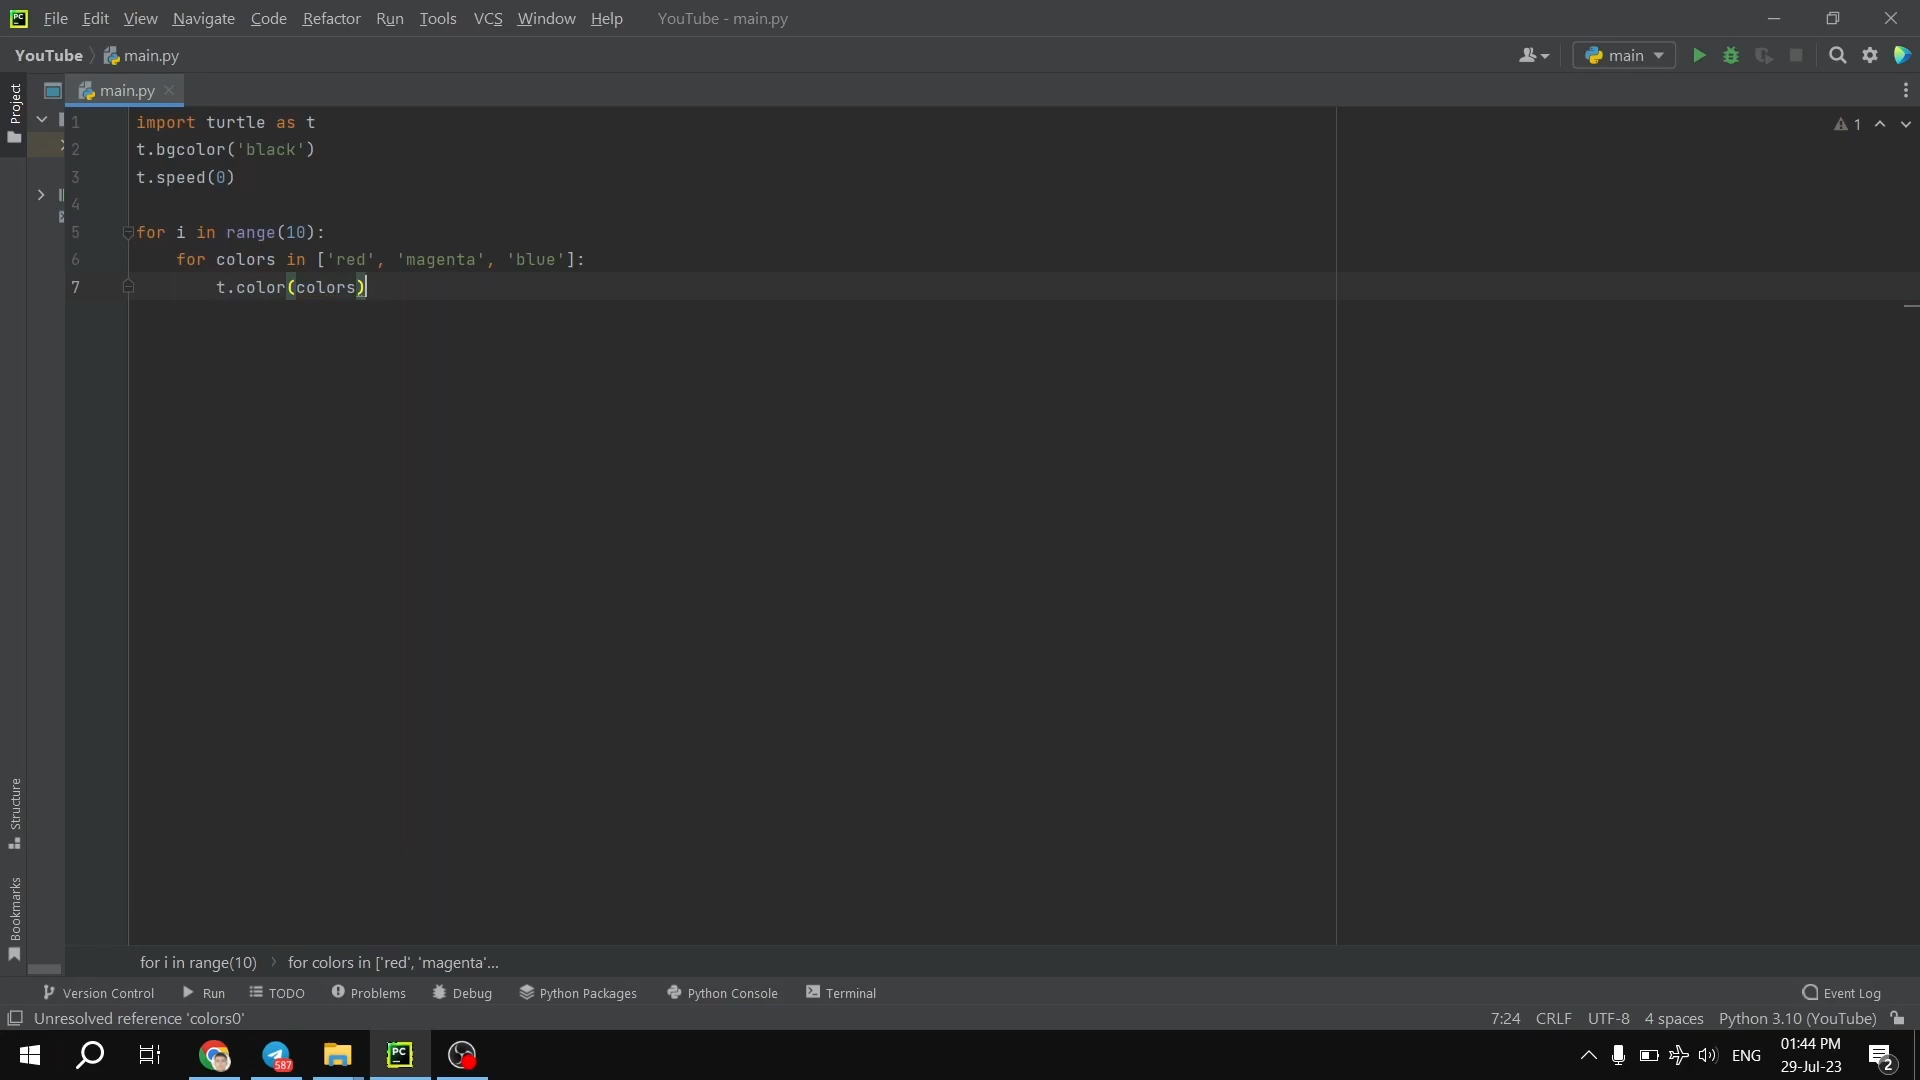 PC File Edit View Navigate Code Refactor Run Tools VCS Window Help YouTube - main.py
YouTube main.py main
Project main.py
1 import turtle as t 1
2 t.bgcolor('black')
3 t.speed(0)
4
5 for i in range(10):
6 for colors in ['red', 'magenta', 'blue']:
7 t.color(colors)
Structure
Bookmarks
for i in range(10) for colors in ['red', 'magenta'...
Version Control Run TODO Problems Debug Python Packages Python Console Terminal Event Log
Unresolved reference 'colors0' 7:24 CRLF UTF-8 4 spaces Python 3.10 (YouTube)
587 PC ENG 01:44 PM
29-Jul-23 2